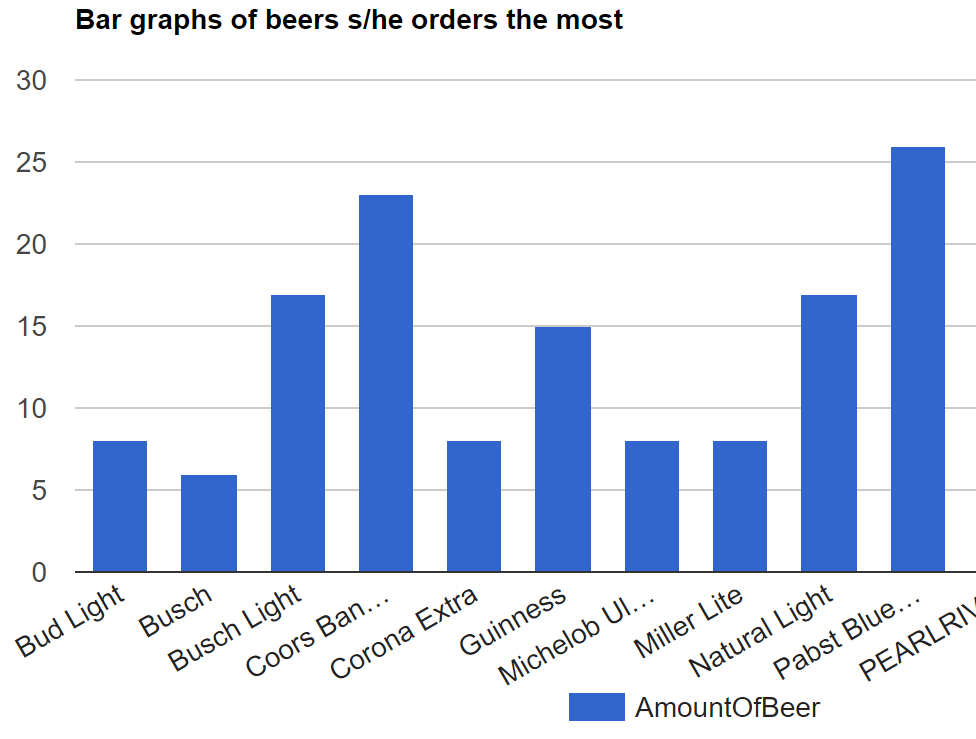 Bar graphs of beers s/he orders the most
30
25
20
15
10
5
0
Bud Light
Busch
Busch Light
Coors Ban…
Corona Extra
Guinness
Michelob Ul…
Miller Lite
Natural Light
Pabst Blue…
AmountOfBeer